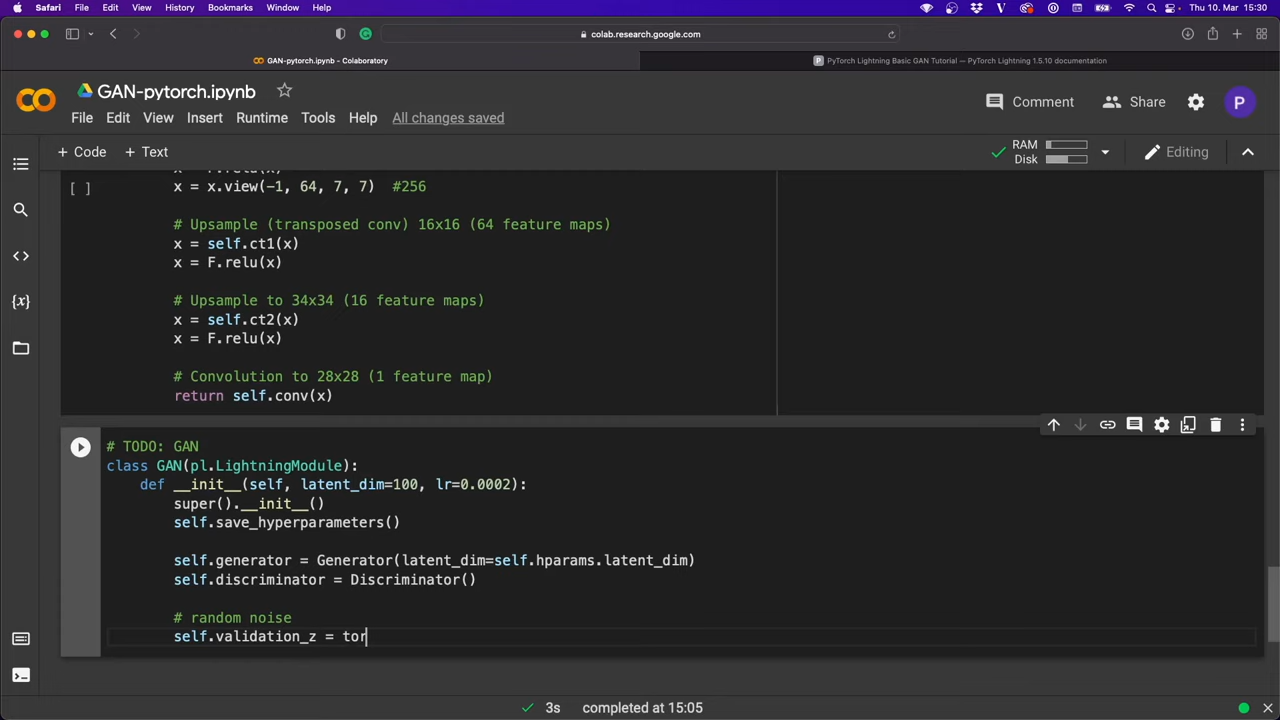 Safari File Edit View History Bookmarks Window Help Thu 10. Mar 15:30
colab.research.google.com
GAN-pytorch.ipynb - Colaboratory
PyTorch Lightning Basic GAN Tutorial — PyTorch Lightning 1.5.10 documentation
GAN-pytorch.ipynb
Comment Share P
File Edit View Insert Runtime Tools Help All changes saved
+ Code + Text
RAM
Disk
Editing
[ ] x = x.view(-1, 64, 7, 7) #256
# Upsample (transposed conv) 16x16 (64 feature maps)
x = self.ct1(x)
x = F.relu(x)
# Upsample to 34x34 (16 feature maps)
x = self.ct2(x)
x = F.relu(x)
# Convolution to 28x28 (1 feature map)
return self.conv(x)
# TODO: GAN
class GAN(pl.LightningModule):
def __init__(self, latent_dim=100, lr=0.0002):
super().__init__()
self.save_hyperparameters()
self.generator = Generator(latent_dim=self.hparams.latent_dim)
self.discriminator = Discriminator()
# random noise
self.validation_z = tor
3s completed at 15:05